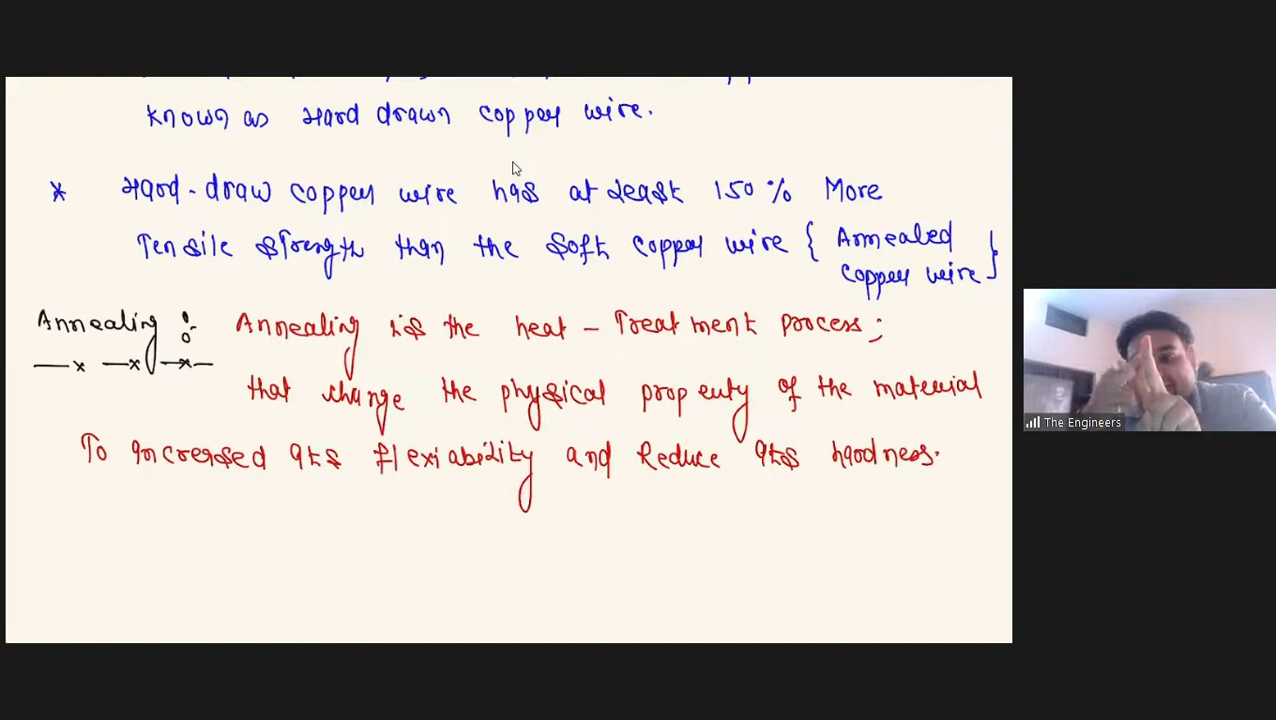 known as Hard drawn copper wire.
* Hard-draw copper wire has at least 150% More
Tensile strength than the soft copper wire { Annealed
copper wire }
Annealing : Annealing is the heat - Treatment process;
that change the physical property of the material
To increased its flexiability and Reduce its hardness.
The Engineers